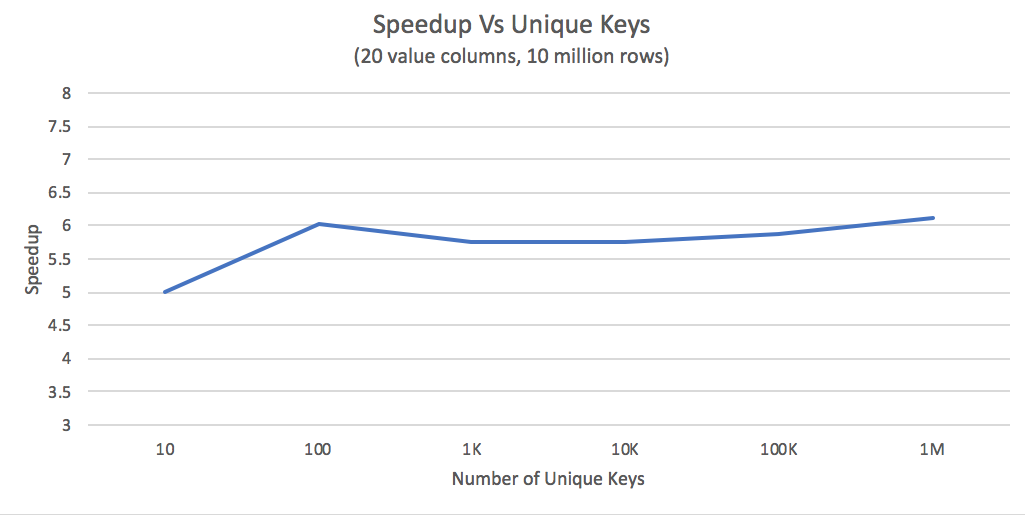 Speedup Vs Unique Keys
(20 value columns, 10 million rows)
8
7.5
7
6.5
6
5.5
5
4.5
4
3.5
3
Speedup
10 100 1K 10K 100K 1M
Number of Unique Keys